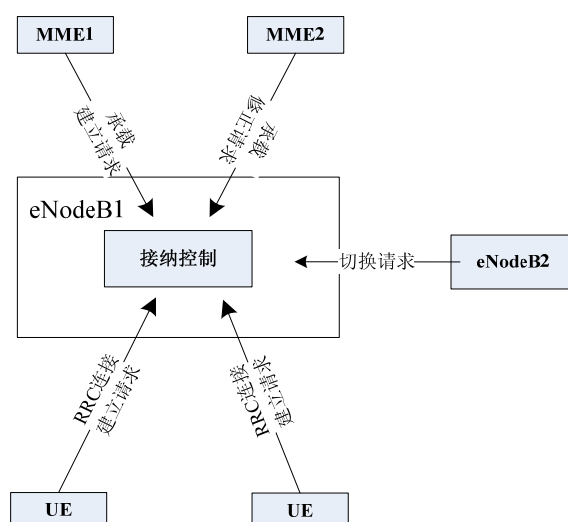 MME1
MME2
承载
建立请求
承载
修正请求
eNodeB1
接纳控制
切换请求
eNodeB2
RRC连接
建立请求
RRC连接
建立请求
UE
UE